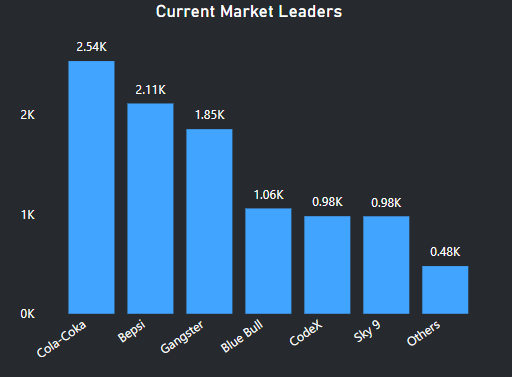 Current Market Leaders
2.54K
2.11K
2K
1.85K
1.06K
1K
0.98K
0.98K
0.48K
0K
Cola-Coka
Bepsi
Gangster
Blue Bull
CodeX
Sky 9
Others